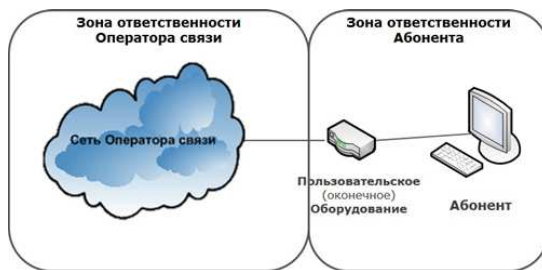 Зона ответственности
Оператора связи
Зона ответственности
Абонента
Сеть Оператора связи
Пользовательское
(оконечное)
Оборудование
Абонент